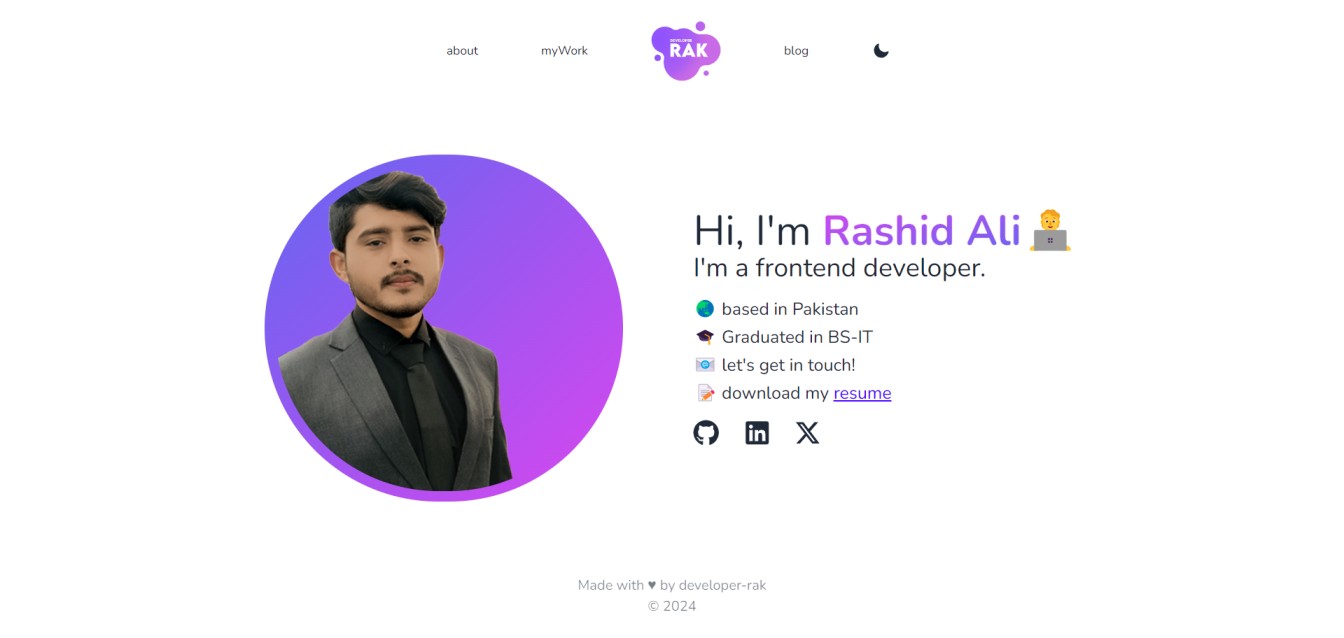 about
myWork
DEVELOPER
RAK
blog
Hi, I'm Rashid Ali
I'm a frontend developer.
based in Pakistan
Graduated in BS-IT
let's get in touch!
download my resume
Made with ♥ by developer-rak
© 2024